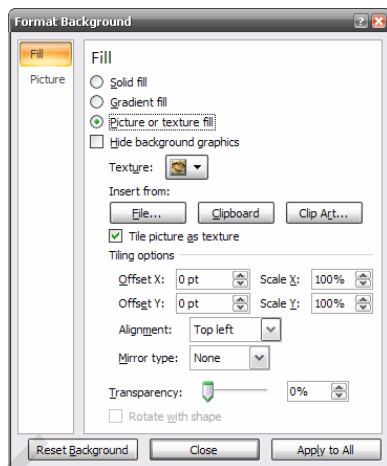 Format Background
Fill
Picture
Fill
Solid fill
Gradient fill
Picture or texture fill
Hide background graphics
Texture:
Insert from:
File... Clipboard Clip Art...
Tile picture as texture
Tiling options
Offset X: 0 pt Scale X: 100%
Offset Y: 0 pt Scale Y: 100%
Alignment: Top left
Mirror type: None
Transparency: 0%
Rotate with shape
Reset Background Close Apply to All